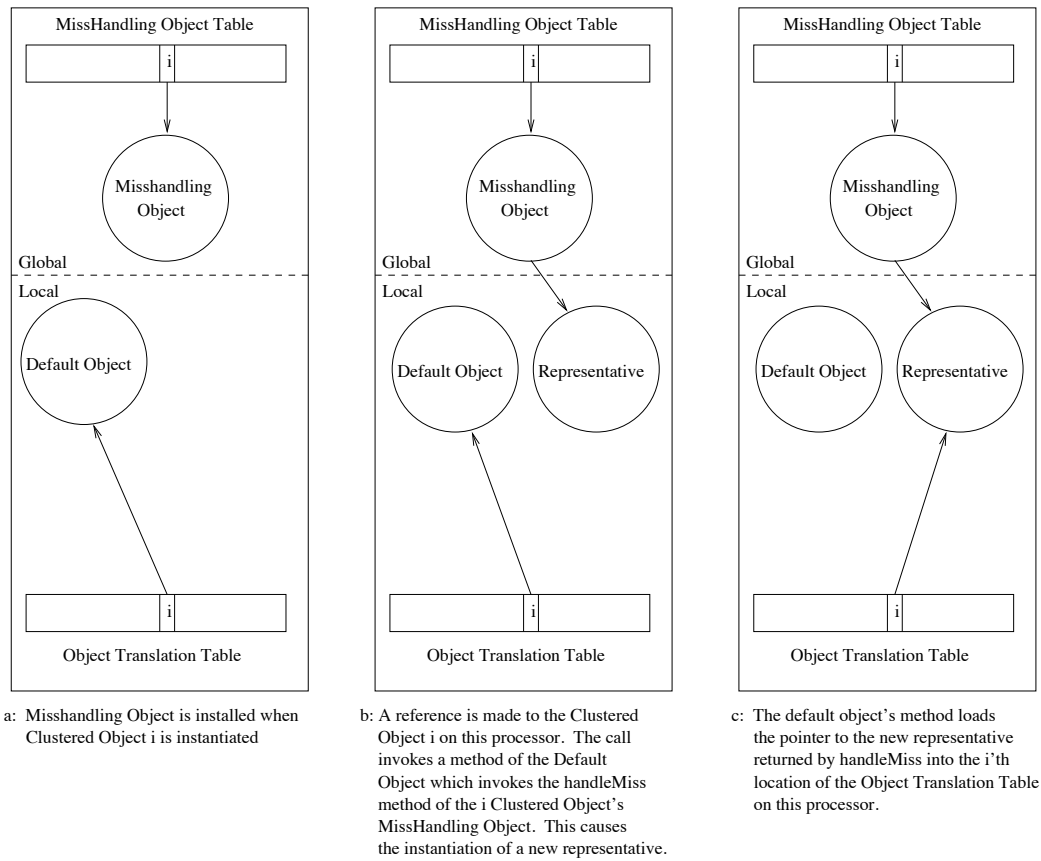 MissHandling Object Table
i
Misshandling
Object
Global
Local
Default Object
i
Object Translation Table
a: Misshandling Object is installed when
Clustered Object i is instantiated
MissHandling Object Table
i
Misshandling
Object
Global
Local
Default Object
Representative
i
Object Translation Table
b: A reference is made to the Clustered
Object i on this processor. The call
invokes a method of the Default
Object which invokes the handleMiss
method of the i Clustered Object's
MissHandling Object. This causes
the instantiation of a new representative.
MissHandling Object Table
i
Misshandling
Object
Global
Local
Default Object
Representative
i
Object Translation Table
c: The default object's method loads
the pointer to the new representative
returned by handleMiss into the i'th
location of the Object Translation Table
on this processor.